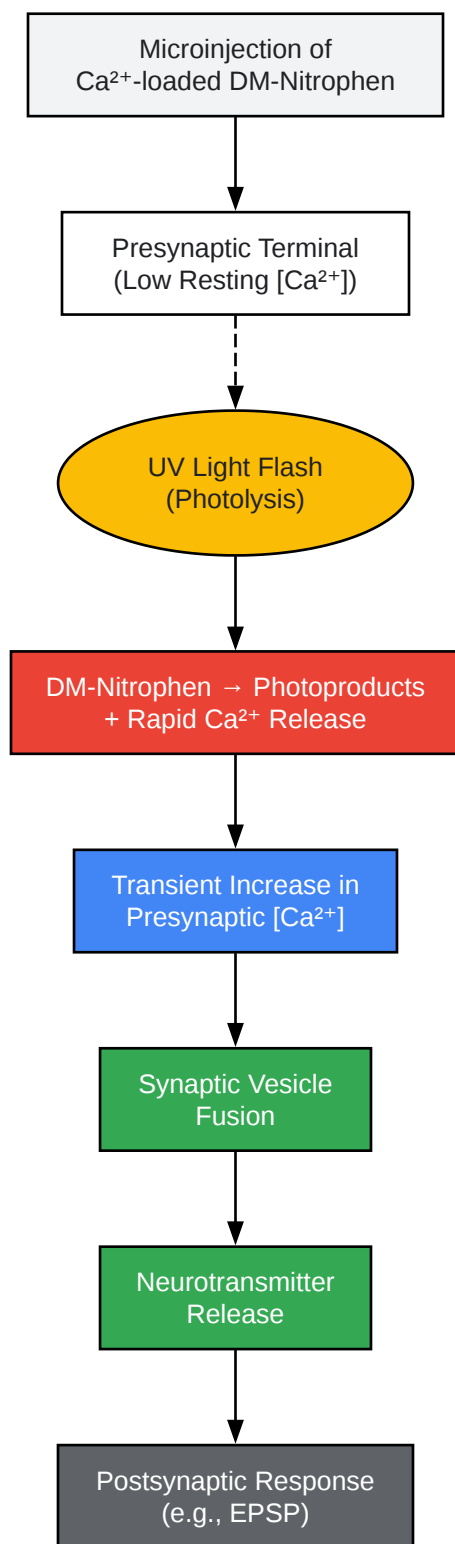 Microinjection of
Ca²⁺-loaded DM-Nitrophen
Presynaptic Terminal
(Low Resting [Ca²⁺])
UV Light Flash
(Photolysis)
DM-Nitrophen → Photoproducts
+ Rapid Ca²⁺ Release
Transient Increase in
Presynaptic [Ca²⁺]
Synaptic Vesicle
Fusion
Neurotransmitter
Release
Postsynaptic Response
(e.g., EPSP)